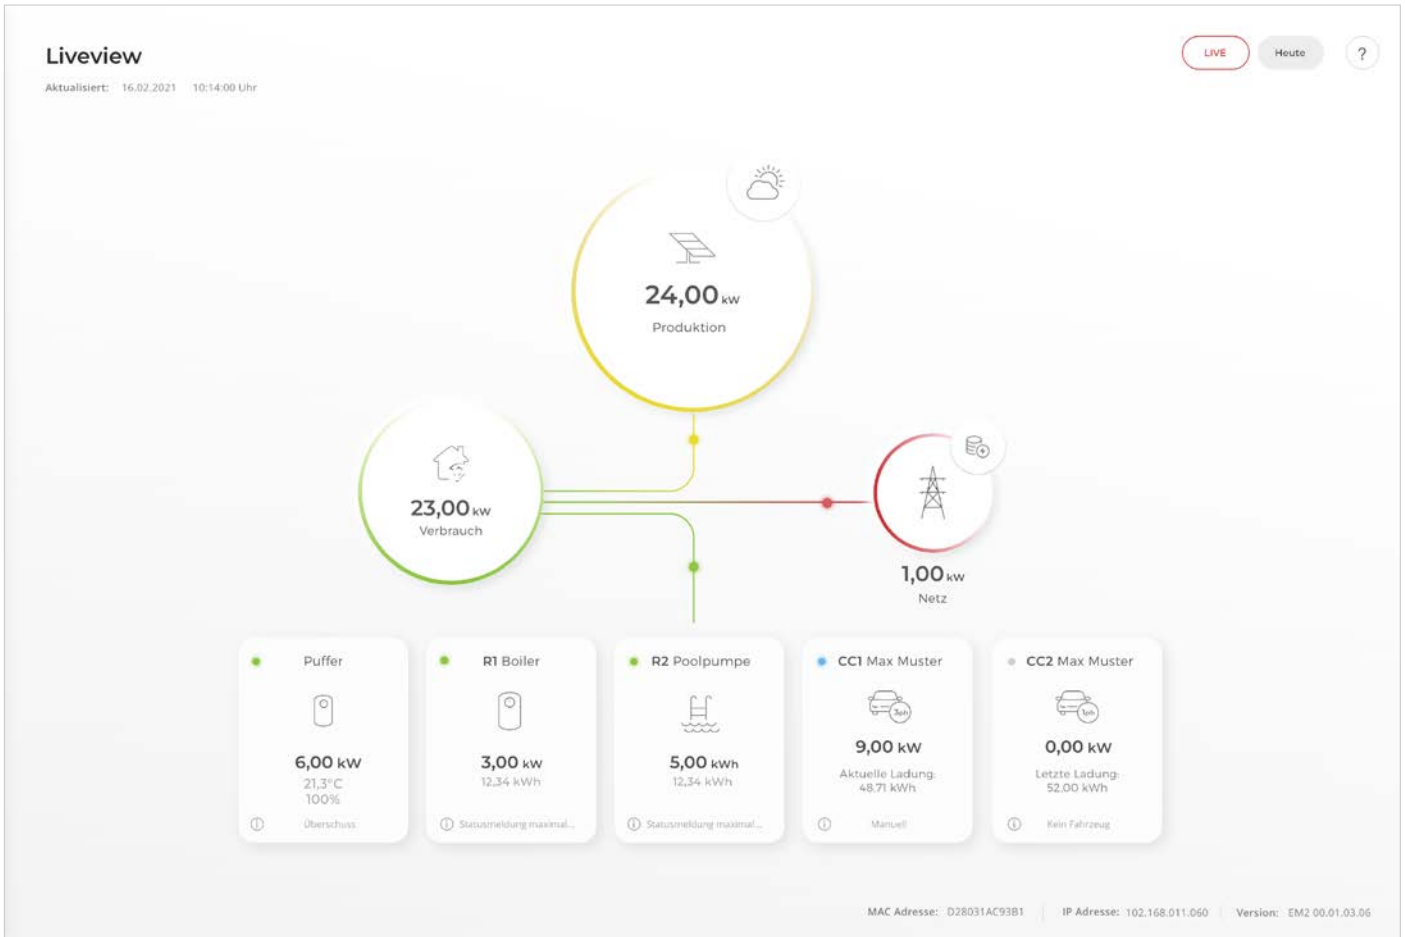 Liveview
LIVE
Heute
?
Aktualisiert: 16.02.2021 10:14:00 Uhr
24,00 kW
Produktion
23,00 kW
Verbrauch
1,00 kW
Netz
Puffer
6,00 kW
21,3°C
100%
Überschuss
R1 Boiler
3,00 kW
12,34 kWh
Statusmeldung maximal...
R2 Poolpumpe
5,00 kWh
12,34 kWh
Statusmeldung maximal...
CC1 Max Muster
3ph
9,00 kW
Aktuelle Ladung:
48.71 kWh
Manuell
CC2 Max Muster
1ph
0,00 kW
Letzte Ladung:
52.00 kWh
Kein Fahrzeug
MAC Adresse: D28031AC93B1 IP Adresse: 102.168.011.060 Version: EM2 00.01.03.06